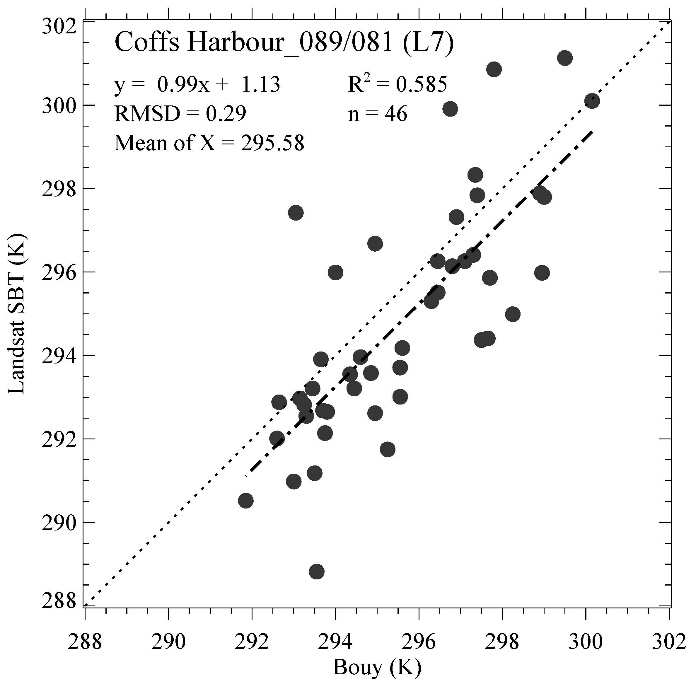 Coffs Harbour_089/081 (L7)
y = 0.99x + 1.13 R² = 0.585
RMSD = 0.29 n = 46
Mean of X = 295.58
302
300
298
296
294
292
290
288
Landsat SBT (K)
288 290 292 294 296 298 300 302
Bouy (K)